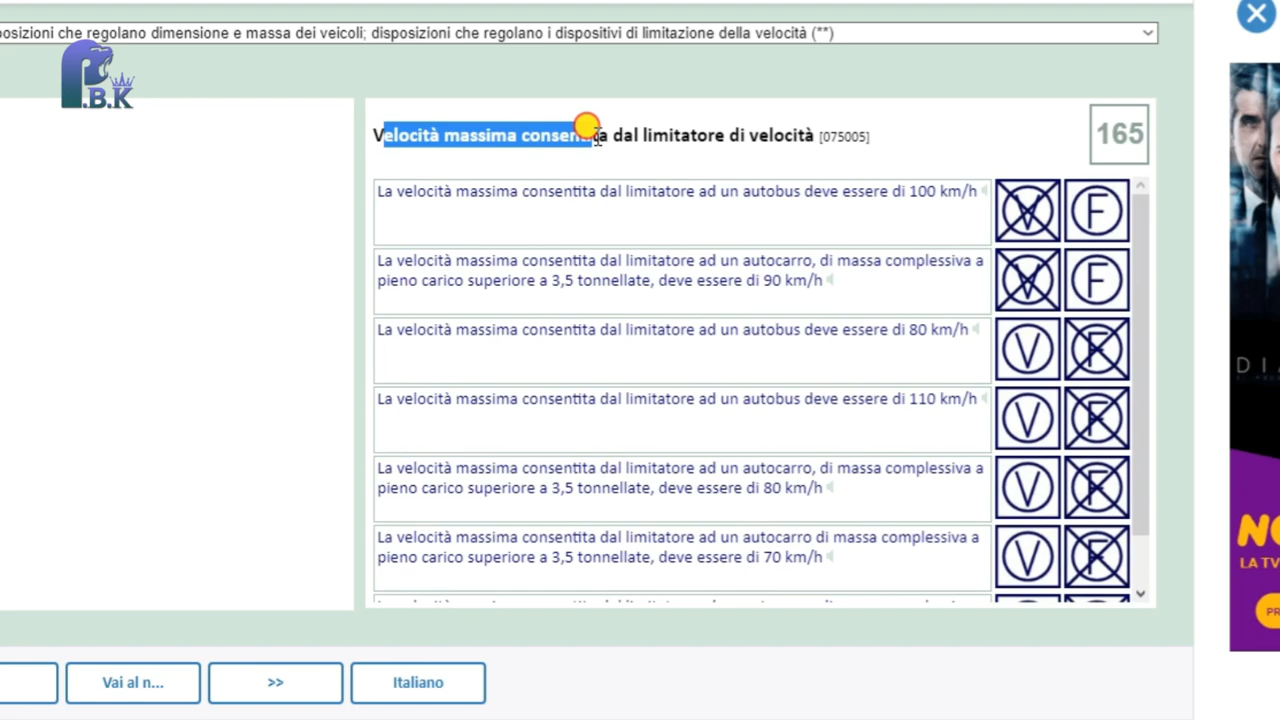 osizioni che regolano dimensione e massa dei veicoli; disposizioni che regolano i dispositivi di limitazione della velocità (**)
P.B.K
Velocità massima consentita dal limitatore di velocità [075005]
165
La velocità massima consentita dal limitatore ad un autobus deve essere di 100 km/h
V F
La velocità massima consentita dal limitatore ad un autocarro, di massa complessiva a
pieno carico superiore a 3,5 tonnellate, deve essere di 90 km/h
V F
La velocità massima consentita dal limitatore ad un autobus deve essere di 80 km/h
V F
La velocità massima consentita dal limitatore ad un autobus deve essere di 110 km/h
V F
La velocità massima consentita dal limitatore ad un autocarro, di massa complessiva a
pieno carico superiore a 3,5 tonnellate, deve essere di 80 km/h
V F
La velocità massima consentita dal limitatore ad un autocarro di massa complessiva a
pieno carico superiore a 3,5 tonnellate, deve essere di 70 km/h
V F
Vai al n...
>>
Italiano
DI
NO
LA TV
PR